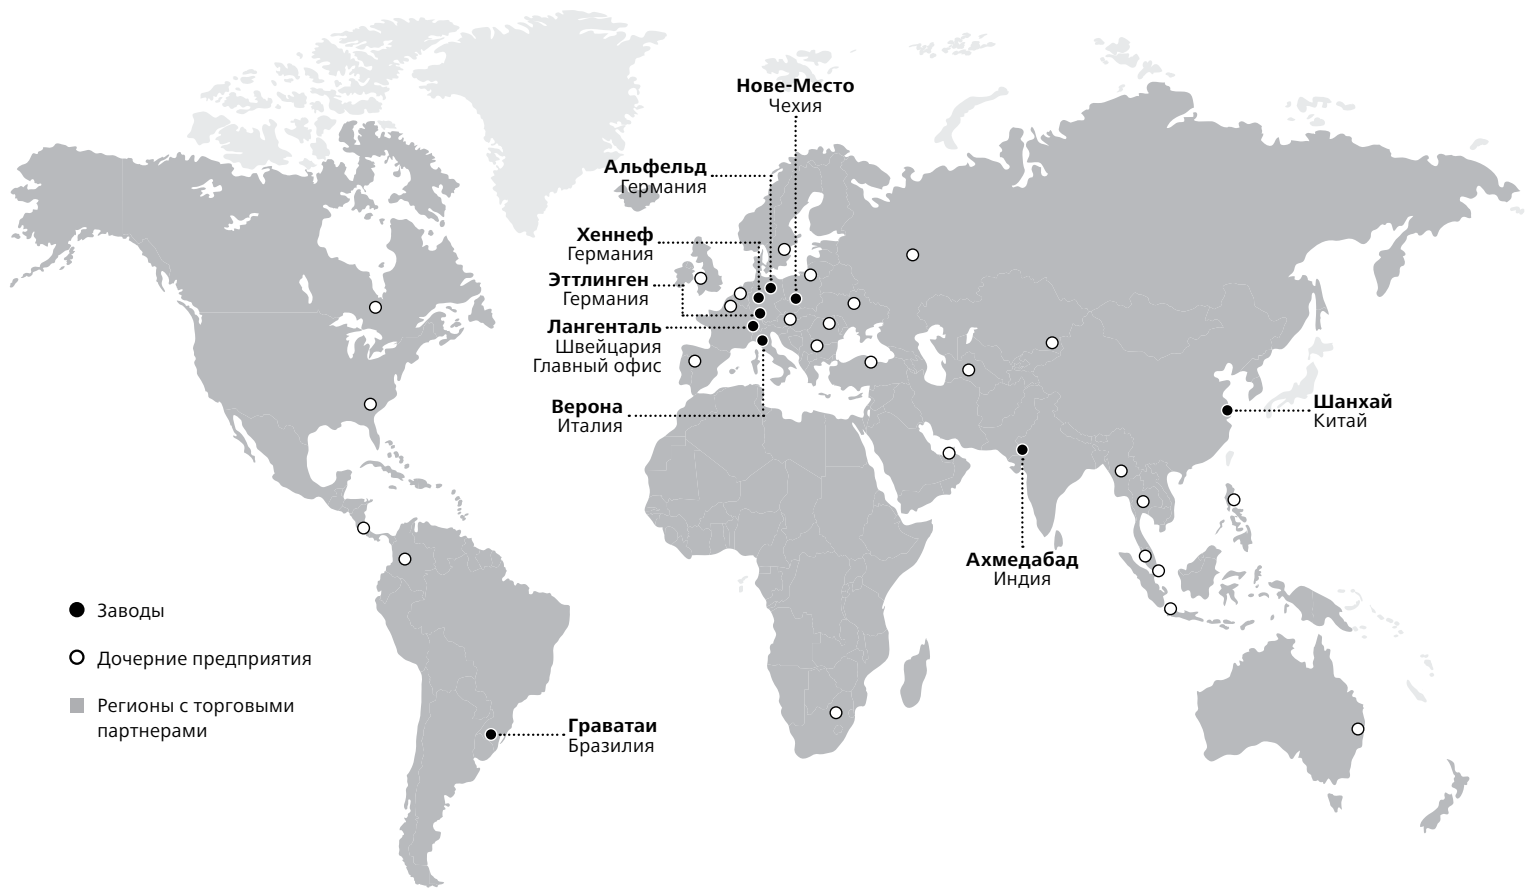 Нове-Место
Чехия
Альфельд
Германия
Хеннеф
Германия
Эттлинген
Германия
Лангенталь
Швейцария
Главный офис
Верона
Италия
Шанхай
Китай
Ахмедабад
Индия
Заводы
Дочерние предприятия
Регионы с торговыми
партнерами
Граватаи
Бразилия